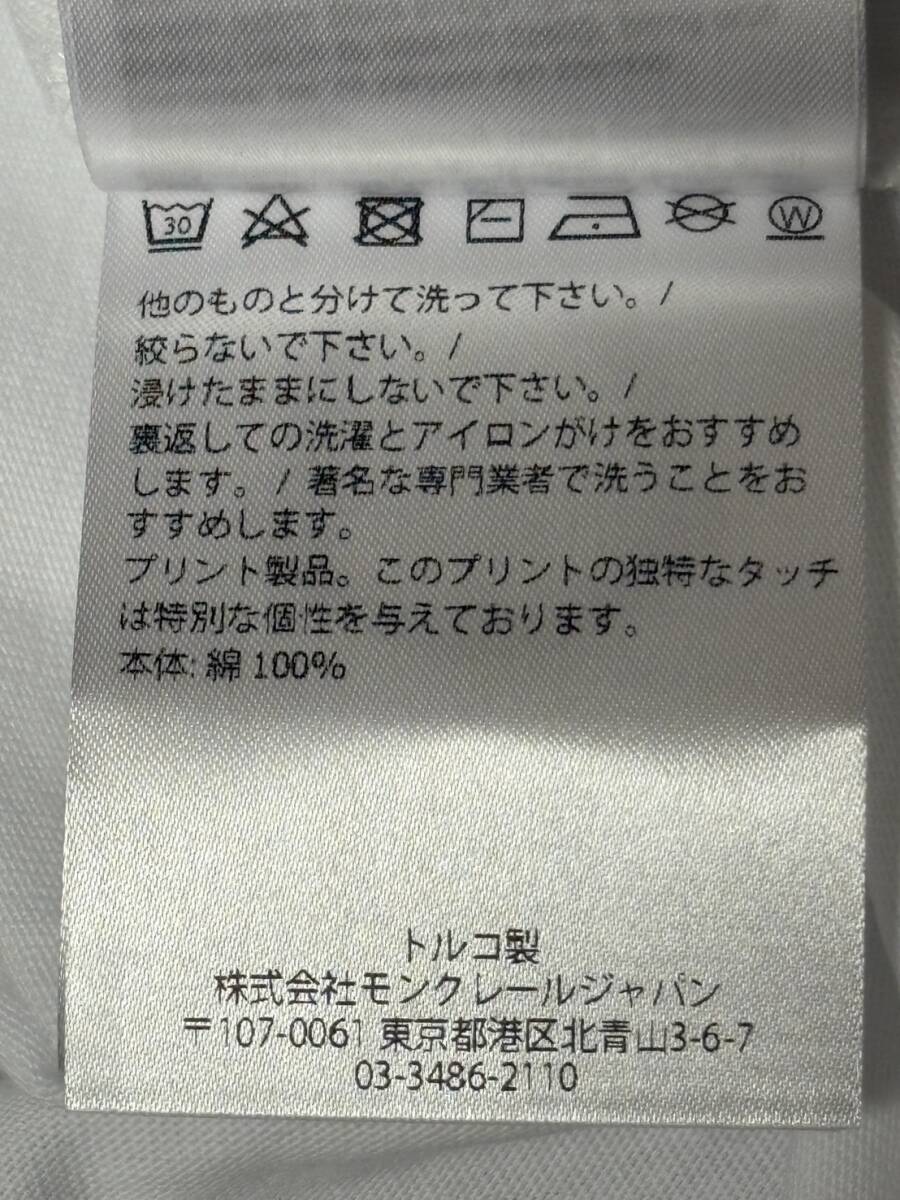 30
W
他のものと分けて洗って下さい。/
絞らないで下さい。/
浸けたままにしないで下さい。/
裏返しての洗濯とアイロンがけをおすすめ
します。/ 著名な専門業者で洗うことをお
すすめします。
プリント製品。このプリントの独特なタッチ
は特別な個性を与えております。
本体: 綿 100%
トルコ製
株式会社モンクレールジャパン
〒107-0061 東京都港区北青山3-6-7
03-3486-2110